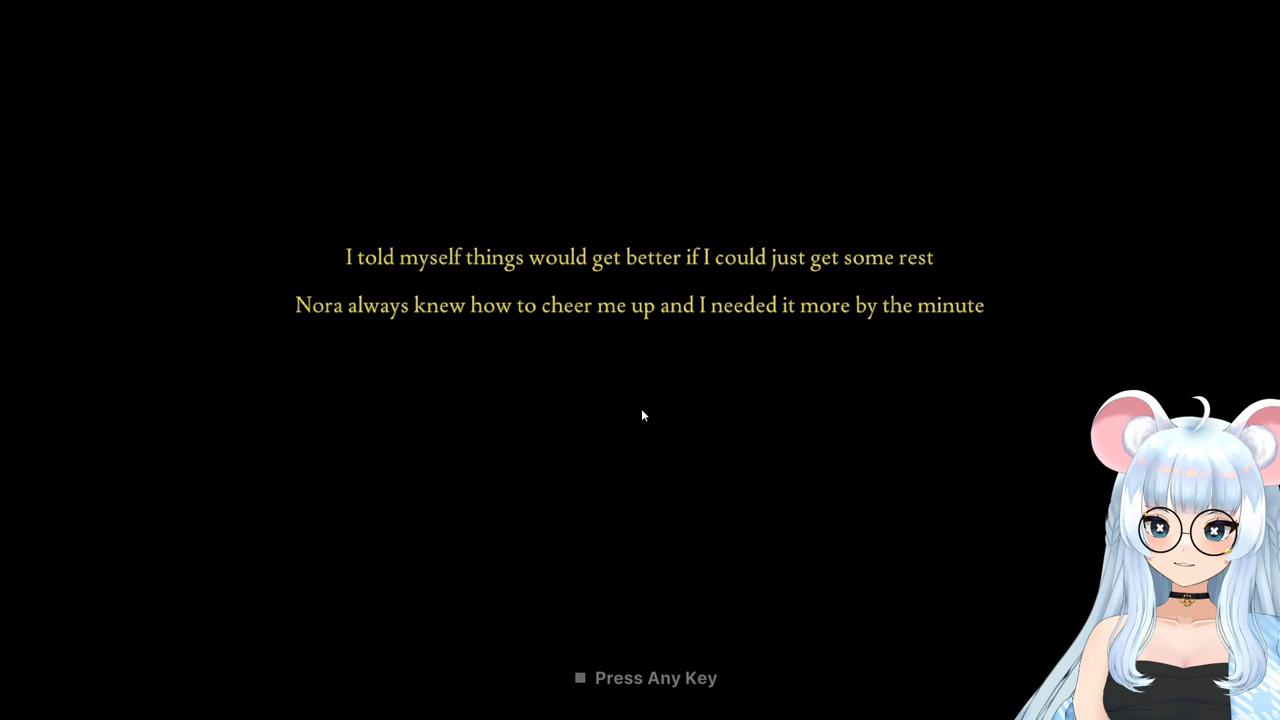 I told myself things would get better if I could just get some rest
Nora always knew how to cheer me up and I needed it more by the minute
Press Any Key